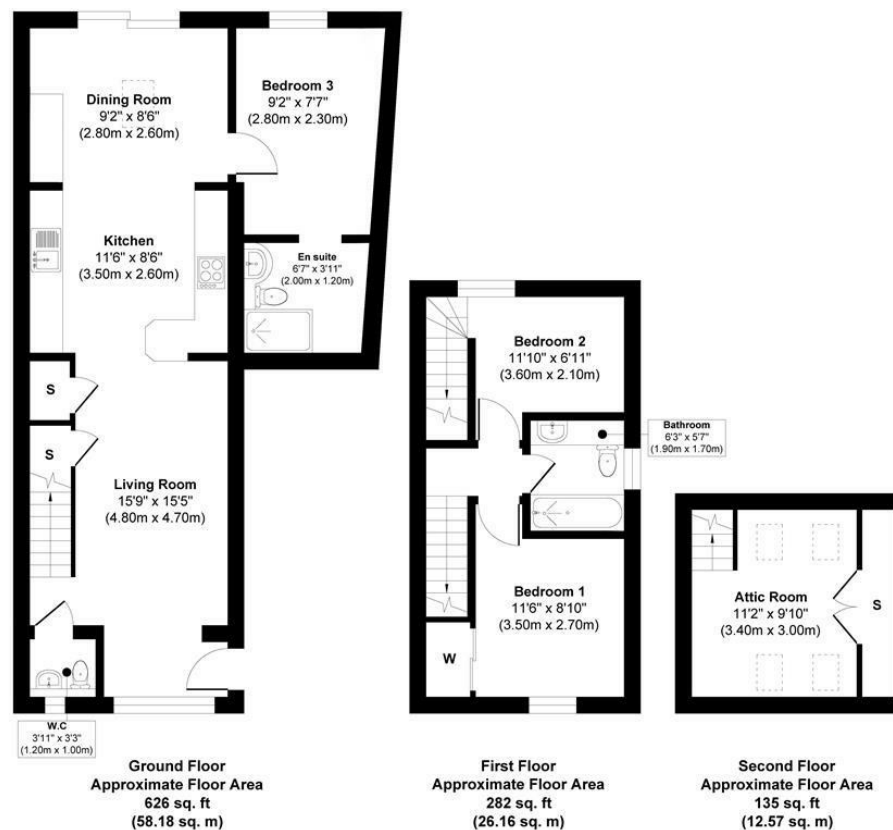 Dining Room
9'2" x 8'6"
(2.80m x 2.60m)
Bedroom 3
9'2" x 7'7"
(2.80m x 2.30m)
Kitchen
11'6" x 8'6"
(3.50m x 2.60m)
En suite
6'7" x 3'11"
(2.00m x 1.20m)
S
S
Living Room
15'9" x 15'5"
(4.80m x 4.70m)
W.C
3'11" x 3'3"
(1.20m x 1.00m)
Ground Floor
Approximate Floor Area
626 sq. ft
(58.18 sq. m)
Bedroom 2
11'10" x 6'11"
(3.60m x 2.10m)
Bathroom
6'3" x 5'7"
(1.90m x 1.70m)
Bedroom 1
11'6" x 8'10"
(3.50m x 2.70m)
W
First Floor
Approximate Floor Area
282 sq. ft
(26.16 sq. m)
Attic Room
11'2" x 9'10"
(3.40m x 3.00m)
S
Second Floor
Approximate Floor Area
135 sq. ft
(12.57 sq. m)